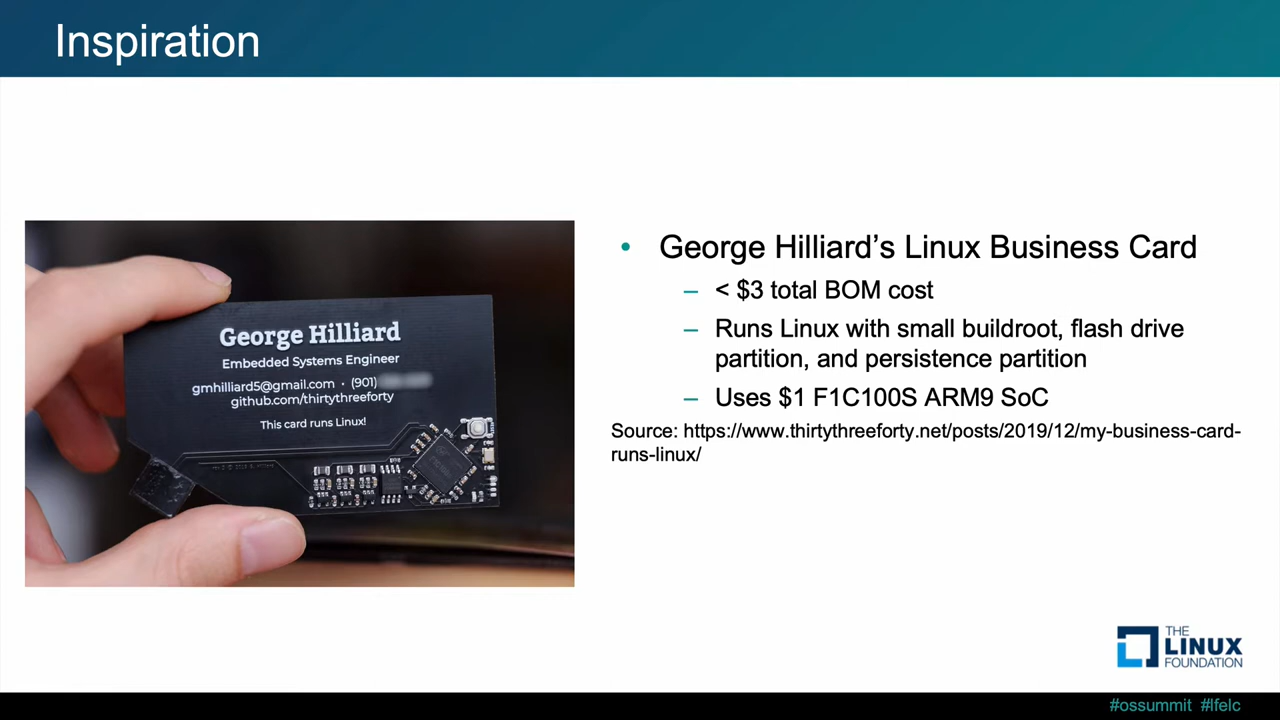 Inspiration
George Hilliard
Embedded Systems Engineer
gmhilliard5@gmail.com · (901)
github.com/thirtythreeforty
This card runs Linux!
• George Hilliard’s Linux Business Card
– < $3 total BOM cost
– Runs Linux with small buildroot, flash drive
partition, and persistence partition
– Uses $1 F1C100S ARM9 SoC
Source: https://www.thirtythreeforty.net/posts/2019/12/my-business-card-
runs-linux/
THE
LINUX
FOUNDATION
#ossummit #lfelc